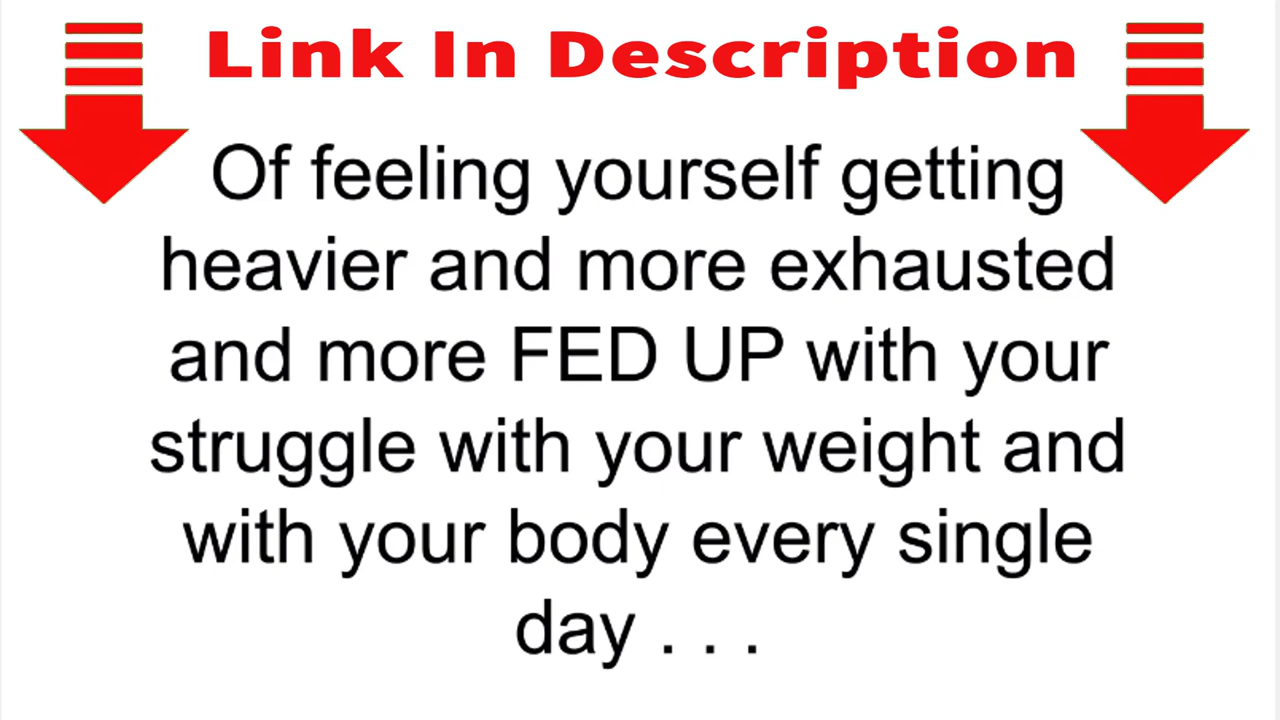 Link In Description
Of feeling yourself getting
heavier and more exhausted
and more FED UP with your
struggle with your weight and
with your body every single
day . . .